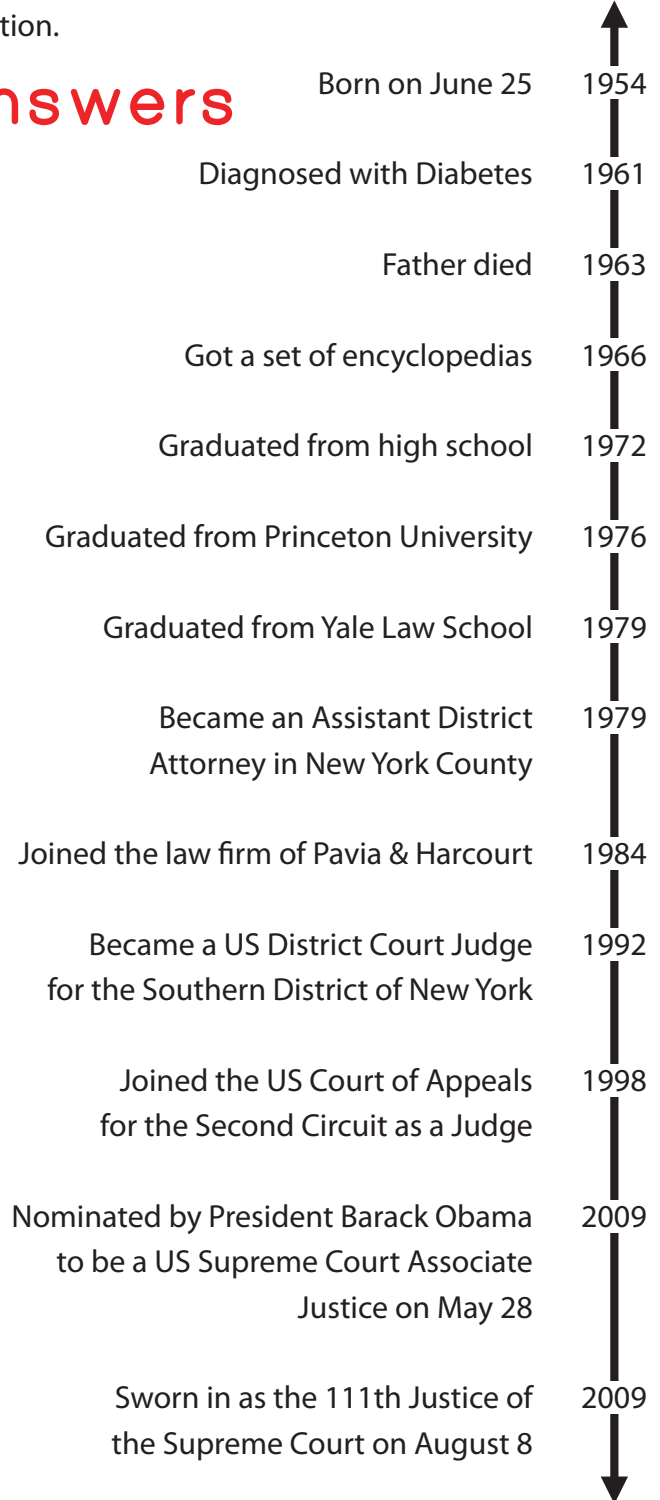 tion.
nswers
Born on June 25 1954
Diagnosed with Diabetes 1961
Father died 1963
Got a set of encyclopedias 1966
Graduated from high school 1972
Graduated from Princeton University 1976
Graduated from Yale Law School 1979
Became an Assistant District 1979
Attorney in New York County
Joined the law firm of Pavia & Harcourt 1984
Became a US District Court Judge 1992
for the Southern District of New York
Joined the US Court of Appeals 1998
for the Second Circuit as a Judge
Nominated by President Barack Obama 2009
to be a US Supreme Court Associate
Justice on May 28
Sworn in as the 111th Justice of 2009
the Supreme Court on August 8